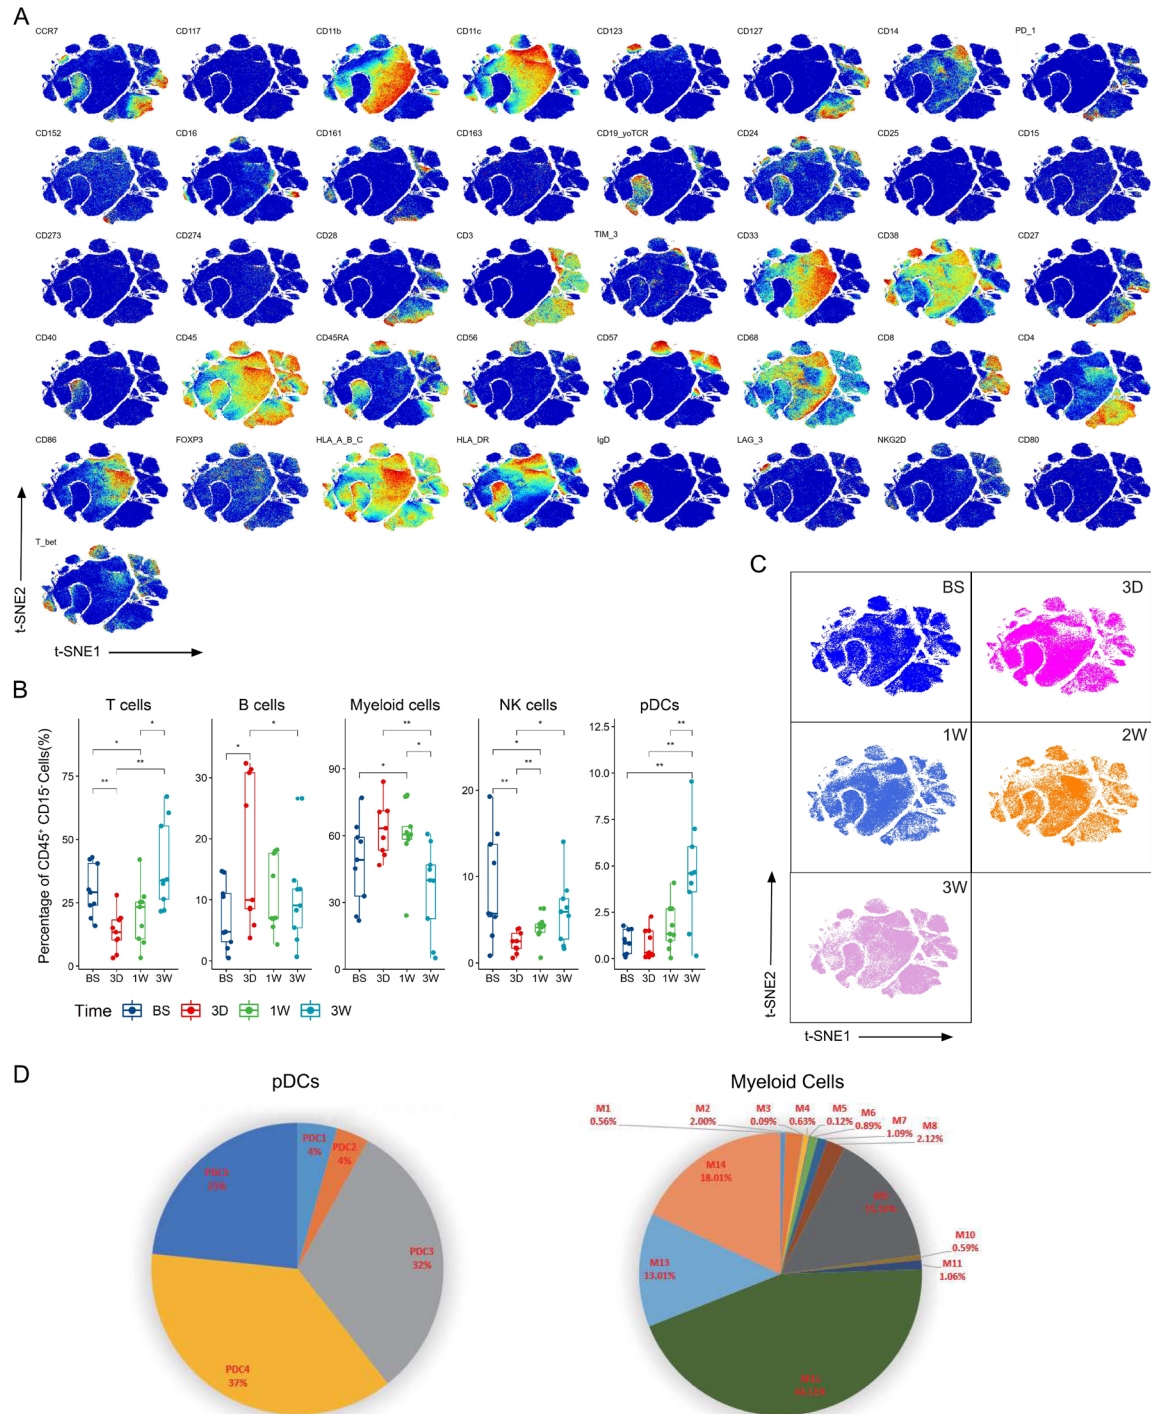 A
CCR7 CD117 CD11b CD11c CD123 CD127 CD14 PD_1
CD152 CD16 CD161 CD163 CD19_yoTCR CD24 CD25 CD15
CD273 CD274 CD28 CD3 TIM_3 CD33 CD38 CD27
CD40 CD45 CD45RA CD56 CD57 CD68 CD8 CD4
CD86 FOXP3 HLA_A_B_C HLA_DR IgD LAG_3 NKG2D CD80
T_bet
t-SNE2
t-SNE1
C
BS 3D
1W 2W
3W
t-SNE2
t-SNE1
B
T cells B cells Myeloid cells NK cells pDCs
Percentage of CD45⁺ CD15⁻Cells(%)
75
50
25
0
* * ** **
BS 3D 1W 3W
30
20
10
0
* *
BS 3D 1W 3W
90
60
30
0
** * *
BS 3D 1W 3W
20
10
0
* * ** **
BS 3D 1W 3W
12.5
10.0
7.5
5.0
2.5
0.0
** ** **
BS 3D 1W 3W
Time BS 3D 1W 3W
D
pDCs
PDC1
4%
PDC2
4%
PDC3
32%
PDC4
37%
Myeloid Cells
M1
0.56%
M2
2.00%
M3
0.09%
M4
0.63%
M5
0.12%
M6
0.89%
M7
1.09%
M8
2.12%
M10
0.59%
M11
1.06%
M13
13.01%
M14
18.01%